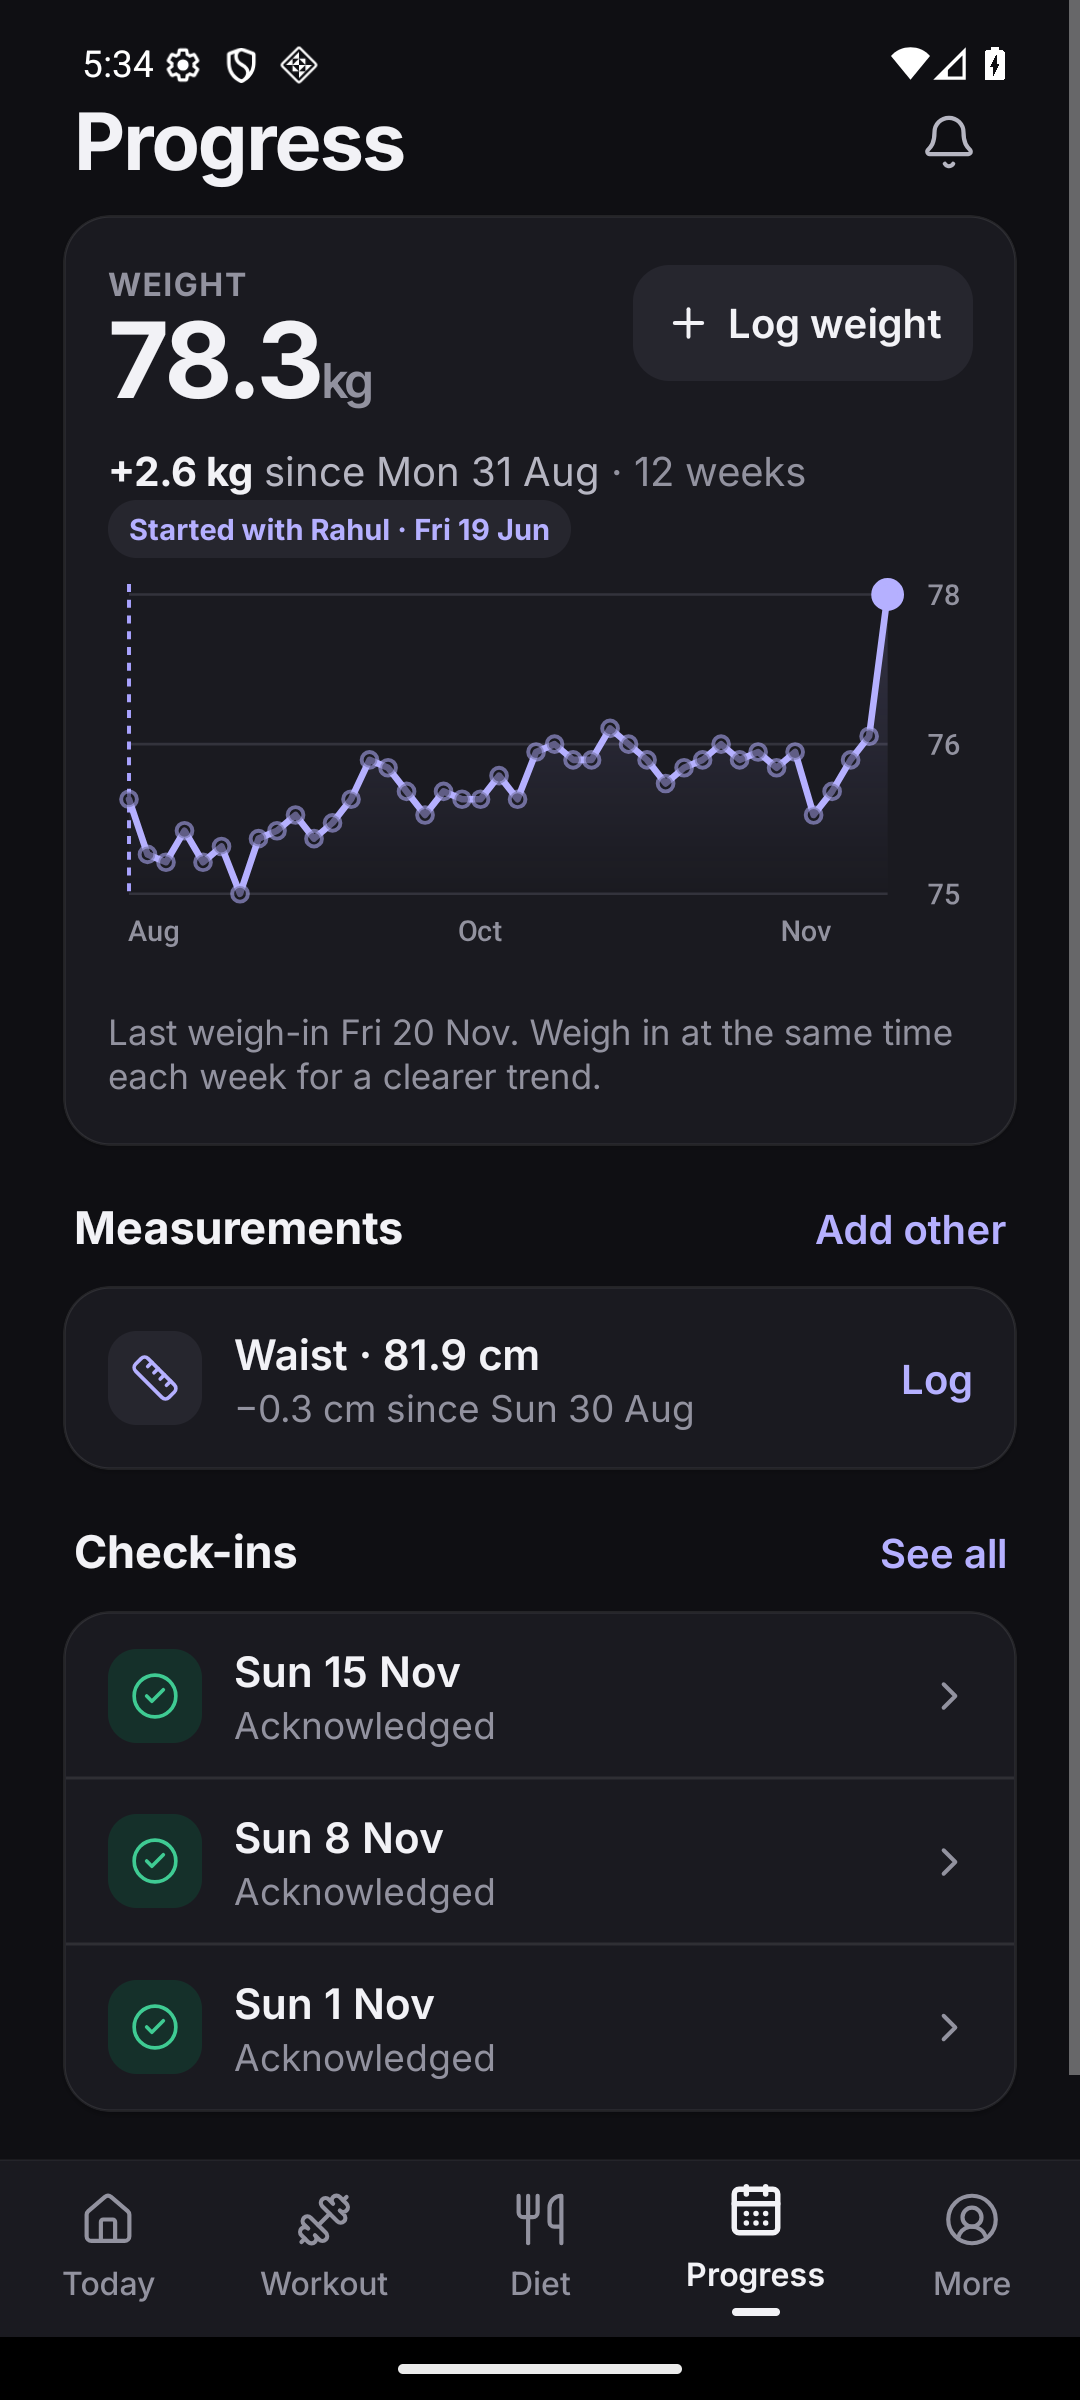 5:34
Progress
WEIGHT
78.3kg
+ Log weight
+2.6 kg since Mon 31 Aug · 12 weeks
Started with Rahul · Fri 19 Jun
78
76
75
Aug
Oct
Nov
Last weigh-in Fri 20 Nov. Weigh in at the same time
each week for a clearer trend.
Measurements
Add other
Waist · 81.9 cm
−0.3 cm since Sun 30 Aug
Log
Check-ins
See all
Sun 15 Nov
Acknowledged
Sun 8 Nov
Acknowledged
Sun 1 Nov
Acknowledged
Today
Workout
Diet
Progress
More